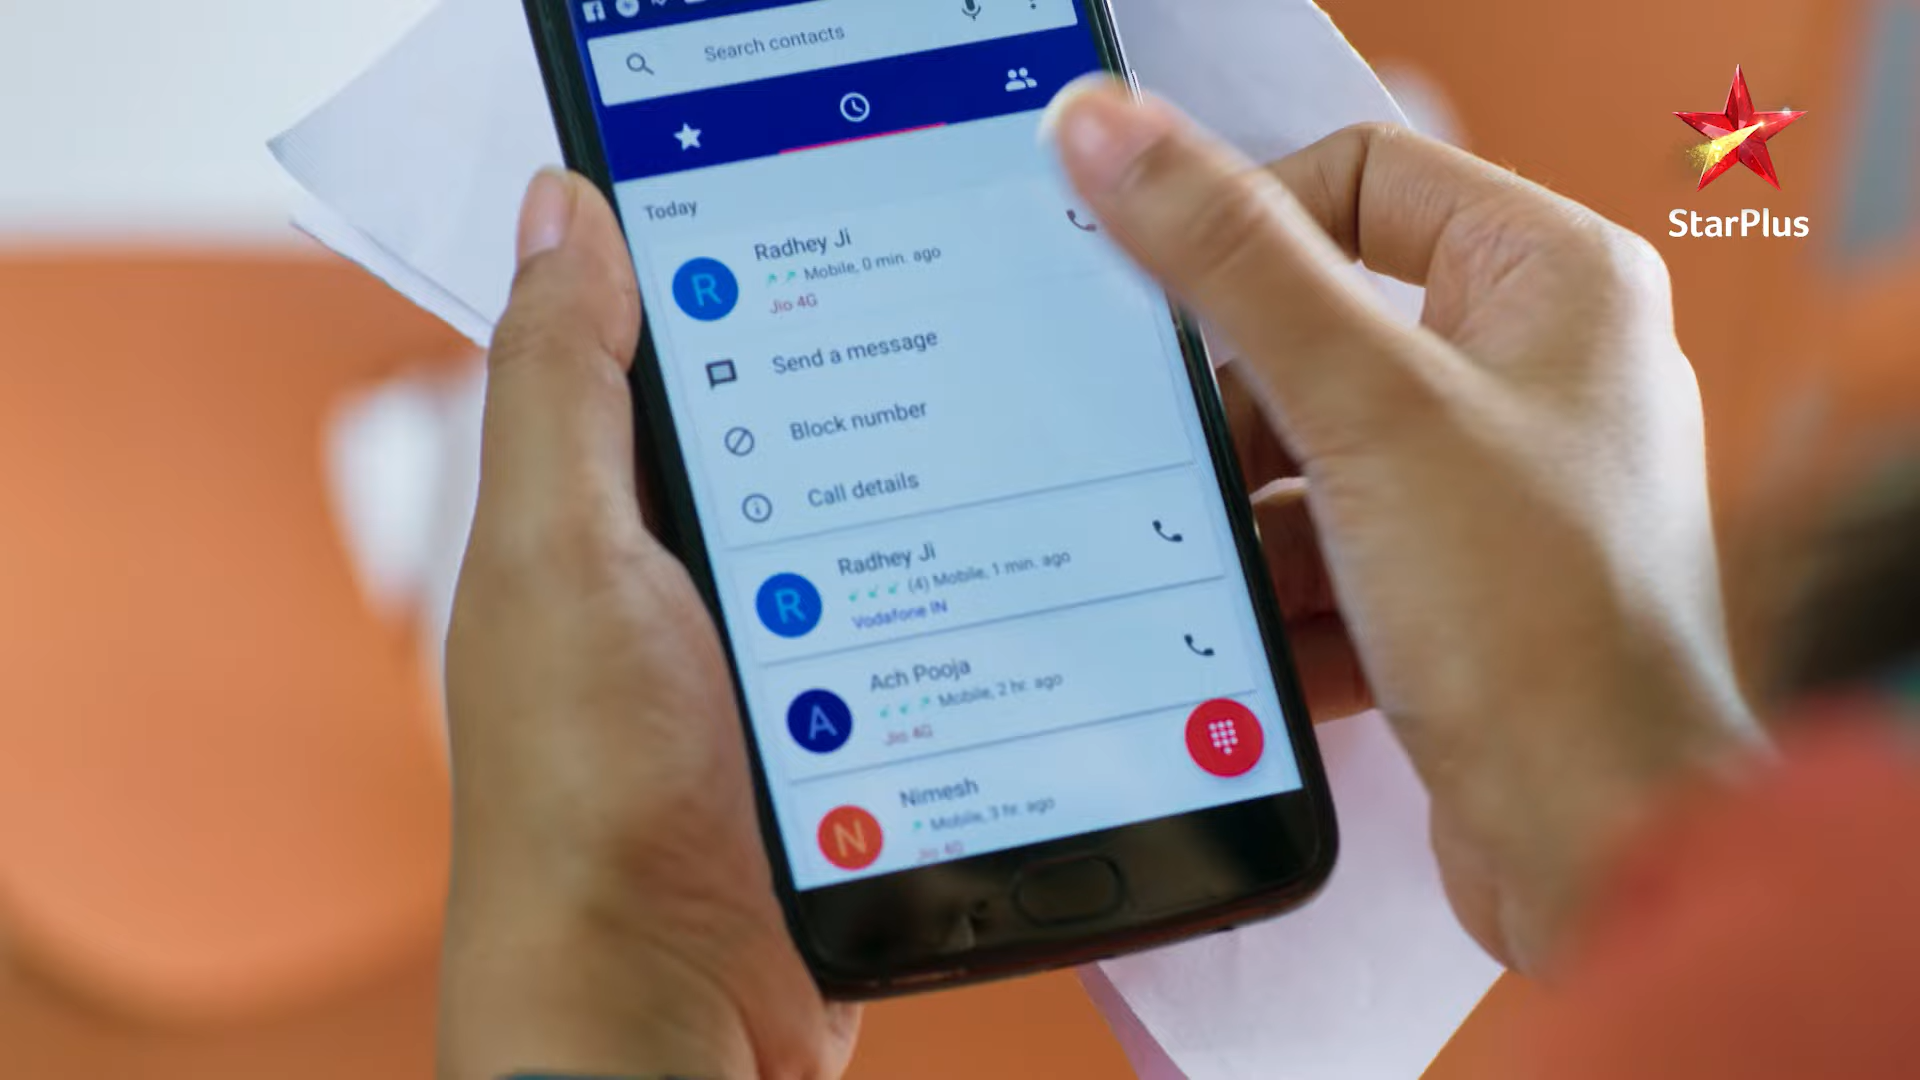 Search contacts
StarPlus
Today
Radhey Ji
Mobile, 0 min. ago
Jio 4G
Send a message
Block number
Call details
Radhey Ji
(4) Mobile, 1 min. ago
Vodafone IN
Ach Pooja
Mobile, 2 hr. ago
Jio 4G
Nimesh
Mobile, 3 hr. ago
Jio 4G
R
R
A
N